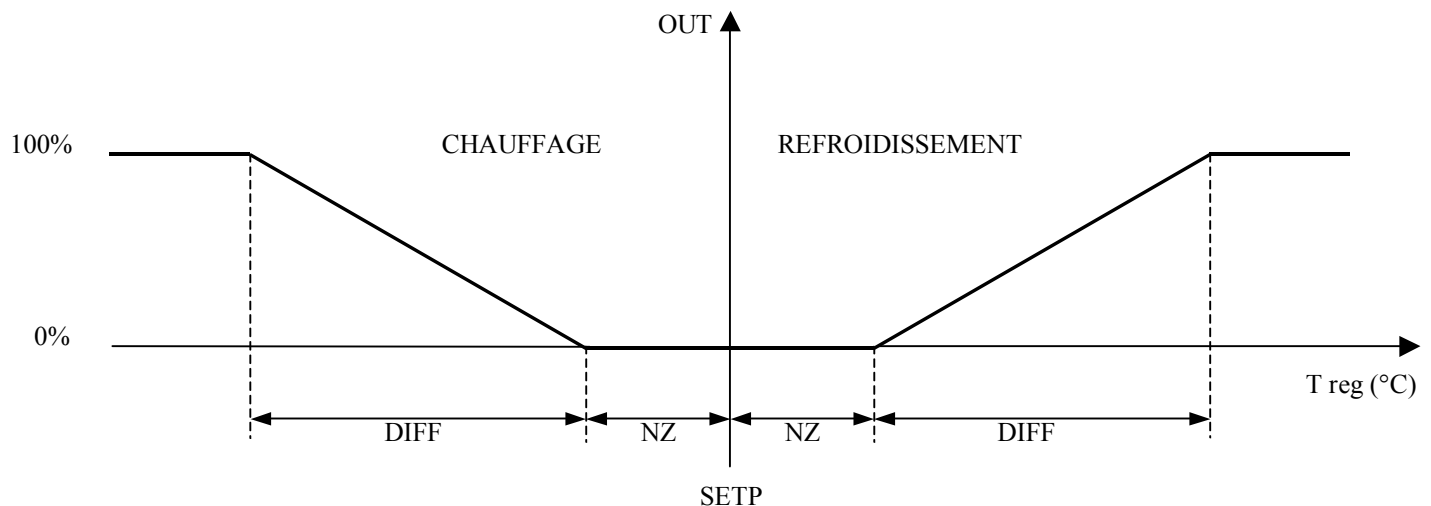 OUT
100%
CHAUFFAGE
REFROIDISSEMENT
0%
T reg (°C)
DIFF
NZ
NZ
DIFF
SETP